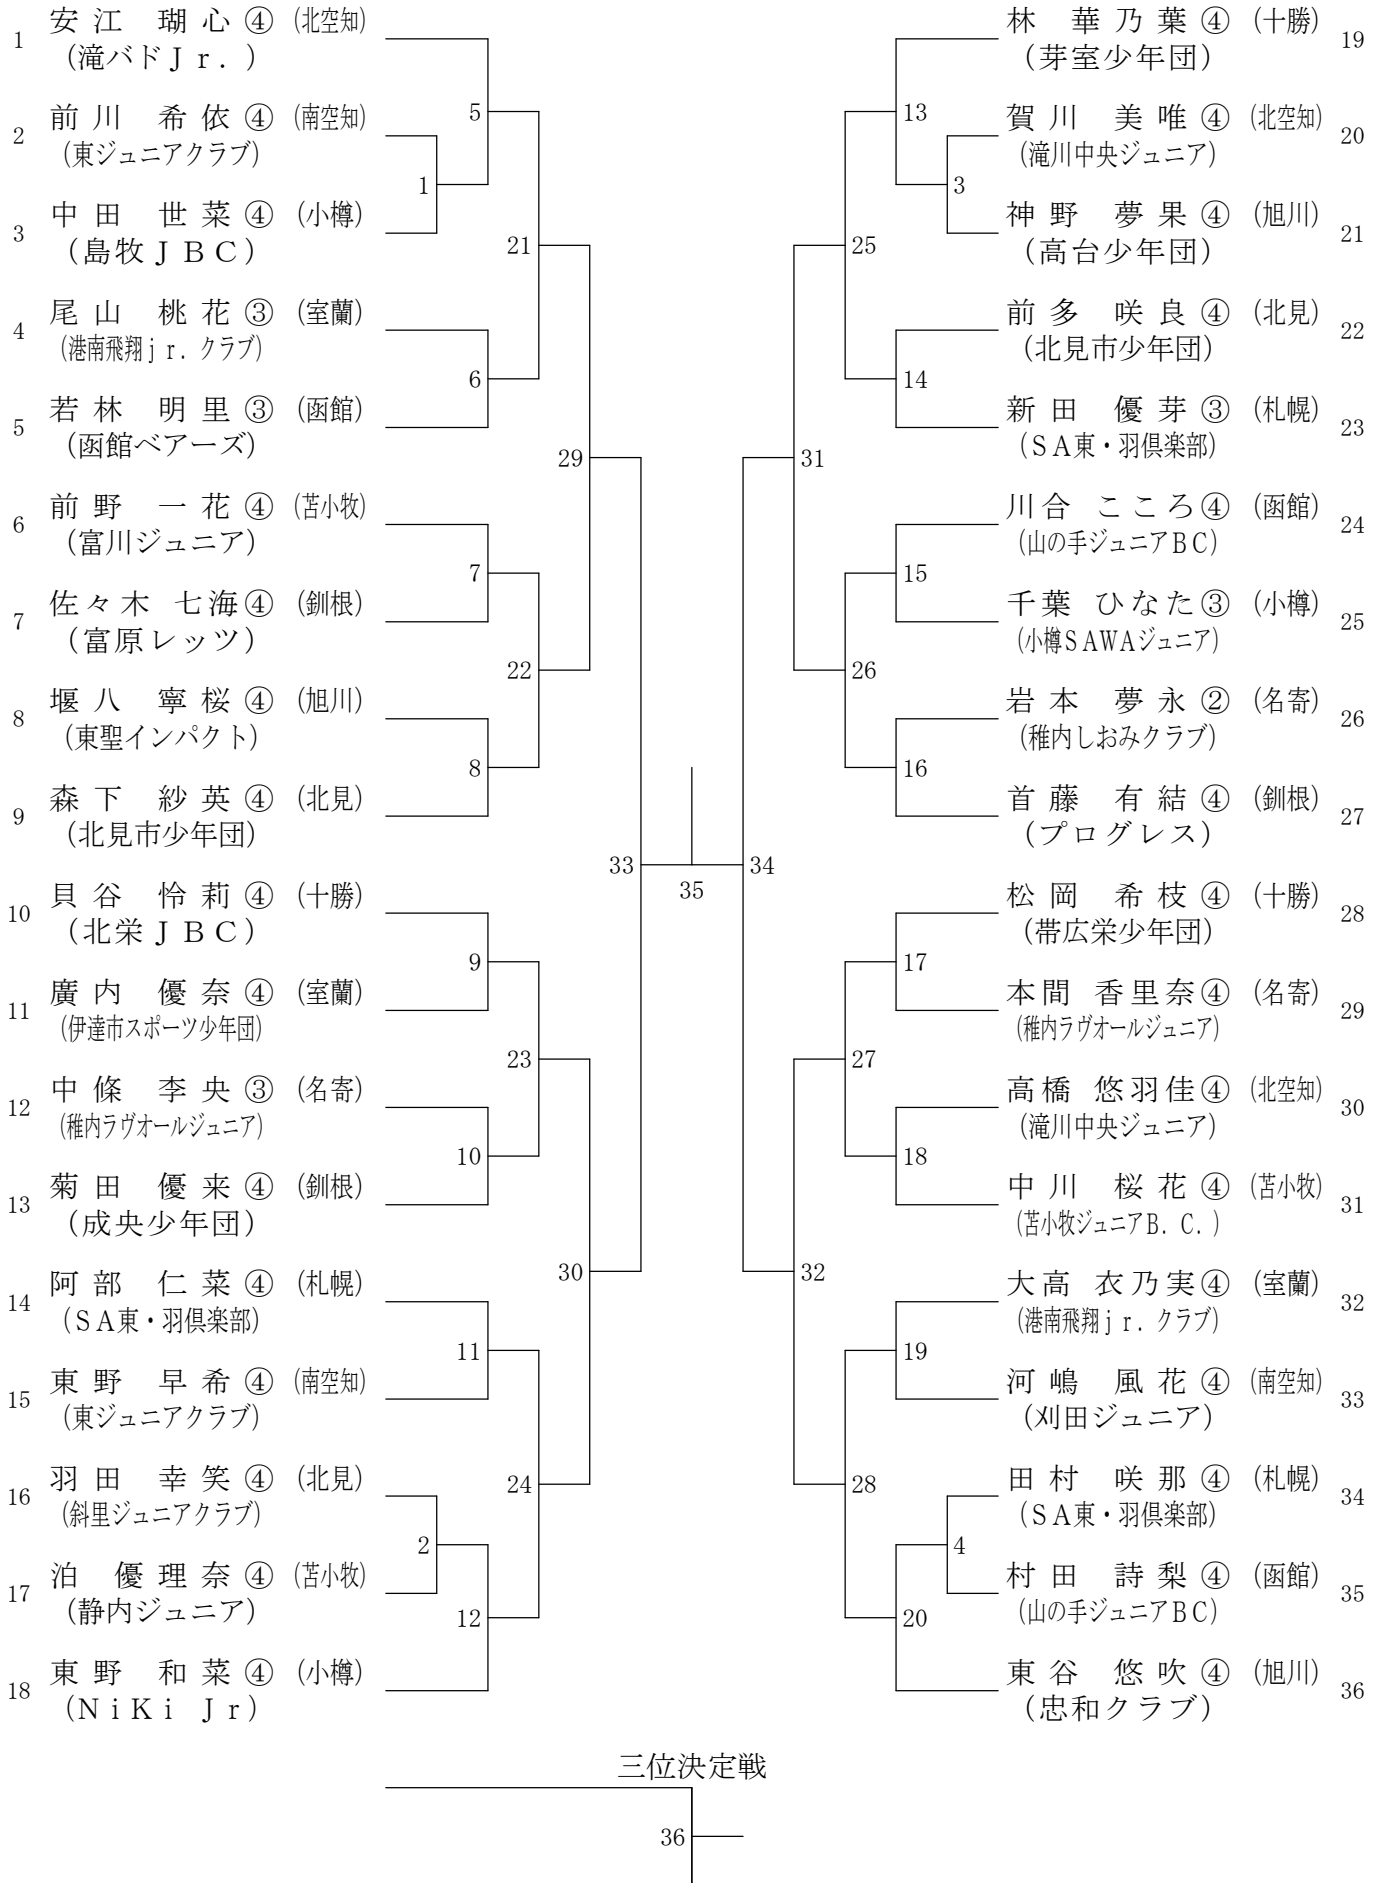 1 安江 瑚心④ (北空知)
(滝バドＪｒ．)
2 前川 希依④ (南空知)
(東ジュニアクラブ)
3 中田 世菜④ (小樽)
(島牧ＪＢＣ)
4 尾山 桃花③ (室蘭)
(港南飛翔ｊｒ．クラブ)
5 若林 明里③ (函館)
(函館ベアーズ)
6 前野 一花④ (苫小牧)
(富川ジュニア)
7 佐々木 七海④ (釧根)
(富原レッツ)
8 堰八 寧桜④ (旭川)
(東聖インパクト)
9 森下 紗英④ (北見)
(北見市少年団)
10 貝谷 怜莉④ (十勝)
(北栄ＪＢＣ)
11 廣内 優奈④ (室蘭)
(伊達市スポーツ少年団)
12 中條 李央③ (名寄)
(稚内ラヴオールジュニア)
13 菊田 優来④ (釧根)
(成央少年団)
14 阿部 仁菜④ (札幌)
(ＳＡ東・羽倶楽部)
15 東野 早希④ (南空知)
(東ジュニアクラブ)
16 羽田 幸笑④ (北見)
(斜里ジュニアクラブ)
17 泊 優理奈④ (苫小牧)
(静内ジュニア)
18 東野 和菜④ (小樽)
(ＮｉＫｉ Ｊｒ)
1
2
5
6
7
8
9
10
11
12
21
22
23
24
29
30
33
35
34
31
32
25
26
27
28
13
14
15
16
17
18
19
20
3
4
林 華乃葉④ (十勝) 19
(芽室少年団)
賀川 美唯④ (北空知) 20
(滝川中央ジュニア)
神野 夢果④ (旭川) 21
(高台少年団)
前多 咲良④ (北見) 22
(北見市少年団)
新田 優芽③ (札幌) 23
(ＳＡ東・羽倶楽部)
川合 こころ④ (函館) 24
(山の手ジュニアＢＣ)
千葉 ひなた③ (小樽) 25
(小樽ＳＡＷＡジュニア)
岩本 夢永② (名寄) 26
(稚内しおみクラブ)
首藤 有結④ (釧根) 27
(プログレス)
松岡 希枝④ (十勝) 28
(帯広栄少年団)
本間 香里奈④ (名寄) 29
(稚内ラヴオールジュニア)
高橋 悠羽佳④ (北空知) 30
(滝川中央ジュニア)
中川 桜花④ (苫小牧) 31
(苫小牧ジュニアＢ．Ｃ．)
大高 衣乃実④ (室蘭) 32
(港南飛翔ｊｒ．クラブ)
河嶋 風花④ (南空知) 33
(刈田ジュニア)
田村 咲那④ (札幌) 34
(ＳＡ東・羽倶楽部)
村田 詩梨④ (函館) 35
(山の手ジュニアＢＣ)
東谷 悠吹④ (旭川) 36
(忠和クラブ)
三位決定戦
36